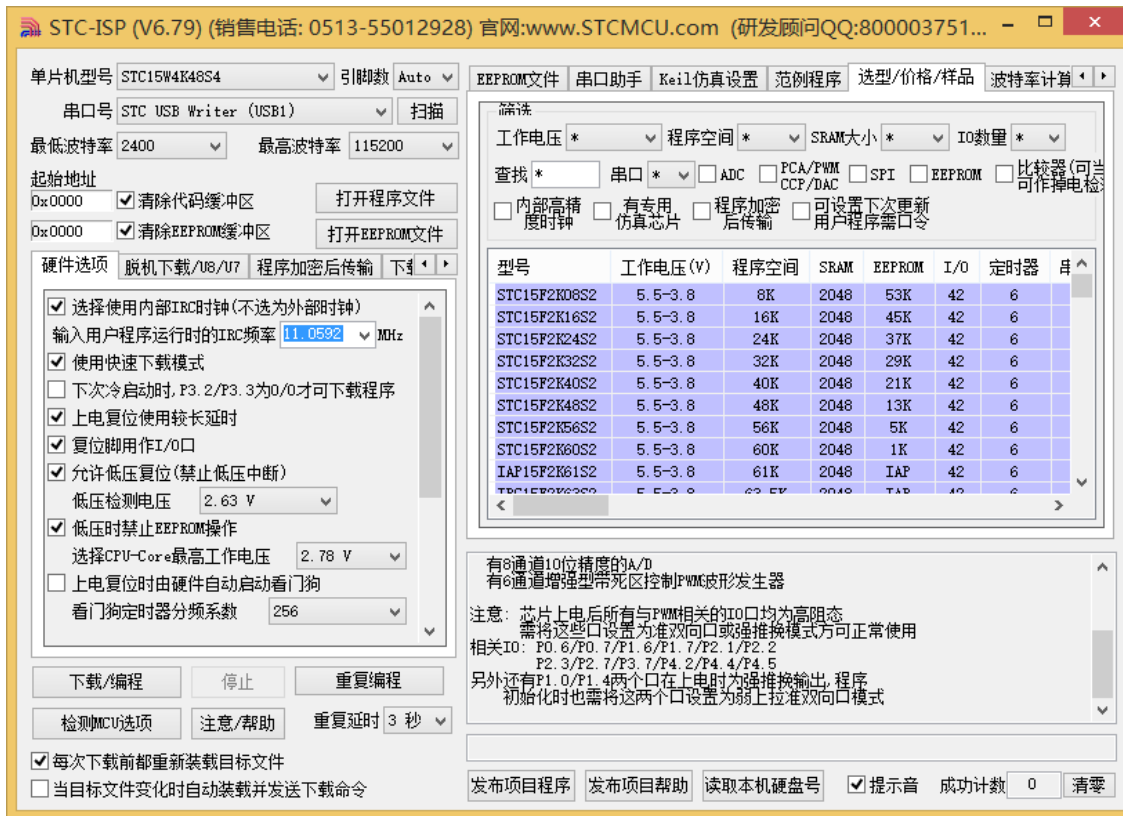 STC-ISP (V6.79) (销售电话: 0513-55012928) 官网:www.STCMCU.com (研发顾问QQ:800003751...
单片机型号 STC15W4K48S4 引脚数 Auto
串口号 STC USB Writer (USB1) 扫描
最低波特率 2400 最高波特率 115200
起始地址
0x0000 清除代码缓冲区 打开程序文件
0x0000 清除EEPROM缓冲区 打开EEPROM文件
硬件选项 脱机下载/U8/U7 程序加密后传输
选择使用内部IRC时钟(不选为外部时钟)
输入用户程序运行时的IRC频率 11.0592 MHz
使用快速下载模式
下次冷启动时,P3.2/P3.3为0/0才可下载程序
上电复位使用较长延时
复位脚用作I/O口
允许低压复位(禁止低压中断)
低压检测电压 2.63 V
低压时禁止EEPROM操作
选择CPU-Core最高工作电压 2.78 V
上电复位时由硬件自动启动看门狗
看门狗定时器分频系数 256
下载/编程 停止 重复编程
检测MCU选项 注意/帮助 重复延时 3 秒
每次下载前都重新装载目标文件
当目标文件变化时自动装载并发送下载命令
EEPROM文件 串口助手 Keil仿真设置 范例程序 选型/价格/样品 波特率计算
筛选
工作电压 * 程序空间 * SRAM大小 * IO数量 *
查找 * 串口 * ADC PCA/PWM CCP/DAC SPI EEPROM 比较器(可当 可作掉电检
内部高精度时钟 有专用仿真芯片 程序加密后传输 可设置下次更新用户程序需口令
型号 工作电压(V) 程序空间 SRAM EEPROM I/O 定时器
STC15F2K08S2 5.5-3.8 8K 2048 53K 42 6
STC15F2K16S2 5.5-3.8 16K 2048 45K 42 6
STC15F2K24S2 5.5-3.8 24K 2048 37K 42 6
STC15F2K32S2 5.5-3.8 32K 2048 29K 42 6
STC15F2K40S2 5.5-3.8 40K 2048 21K 42 6
STC15F2K48S2 5.5-3.8 48K 2048 13K 42 6
STC15F2K56S2 5.5-3.8 56K 2048 5K 42 6
STC15F2K60S2 5.5-3.8 60K 2048 1K 42 6
IAP15F2K61S2 5.5-3.8 61K 2048 IAP 42 6
有8通道10位精度的A/D
有6通道增强型带死区控制PWM波形发生器
注意: 芯片上电后所有与PWM相关的IO口均为高阻态
需将这些口设置为准双向口或强推挽模式方可正常使用
相关IO: P0.6/P0.7/P1.6/P1.7/P2.1/P2.2
P2.3/P2.7/P3.7/P4.2/P4.4/P4.5
另外还有P1.0/P1.4两个口在上电时为强推挽输出,程序
初始化时也需将这两个口设置为弱上拉准双向口模式
发布项目程序 发布项目帮助 读取本机硬盘号 提示音 成功计数 0 清零